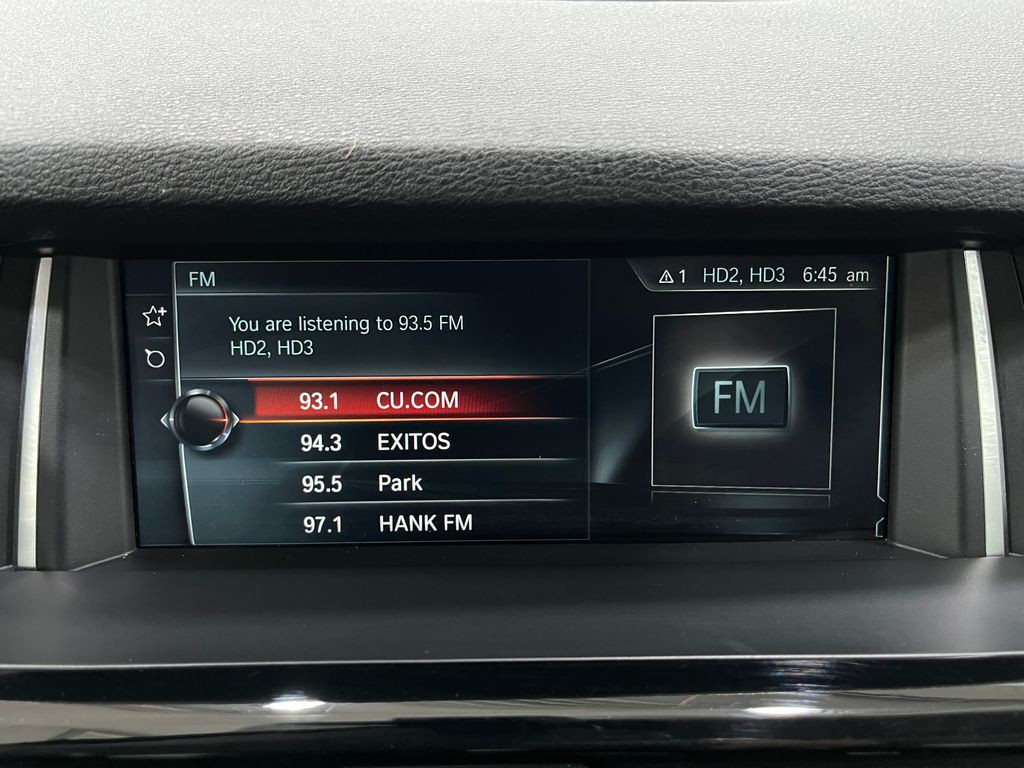 FM
⚠1 HD2, HD3 6:45 am
You are listening to 93.5 FM
HD2, HD3
93.1 CU.COM
94.3 EXITOS
95.5 Park
97.1 HANK FM
FM